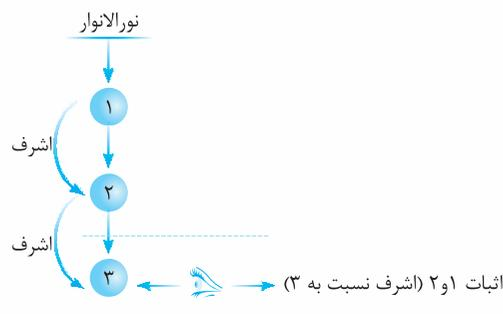 نورالانوار
۱
اشرف
۲
اشرف
۳
اثبات ۱و۲ (اشرف نسبت به ۳)